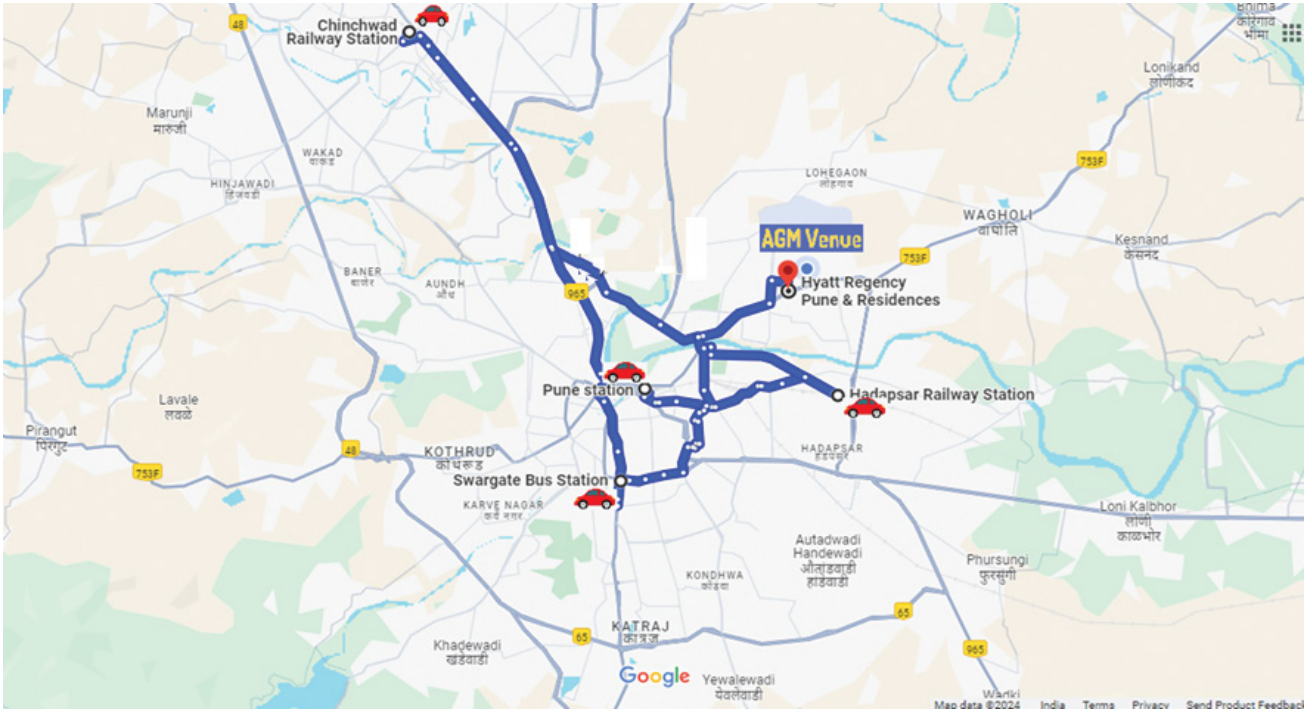 Chinchwad
Railway Station
48
Bhima
कोरेगाव
भीमा
Lonikand
लोणीकंद
Marunji
मारुंजी
WAKAD
वाकड
753F
HINJAWADI
हिंजवडी
LOHEGAON
लोहगाव
WAGHOLI
वाघोलि
AGM Venue
Kesnand
केसनंद
753F
BANER
बाणेर
AUNDH
औंध
965
Hyatt Regency
Pune & Residences
Pune station
Hadapsar Railway Station
Lavale
लवळे
Pirangut
पिरंगुट
48
KOTHRUD
कोथरूड
HADAPSAR
हडपसर
753F
Swargate Bus Station
KARVE NAGAR
कर्वे नगर
Loni Kalbhor
लोणी
काळभोर
Autadwadi
Handewadi
औताडवाडी
हांडेवाडी
Phursungi
फुरसुंगी
KONDHWA
कोंढवा
65
KATRAJ
कात्रज
65
Khadewadi
खडेवाडी
965
Google
Yewalewadi
येवलेवाडी
Wadki
Map data ©2024 India Terms Privacy Send Product Feedback